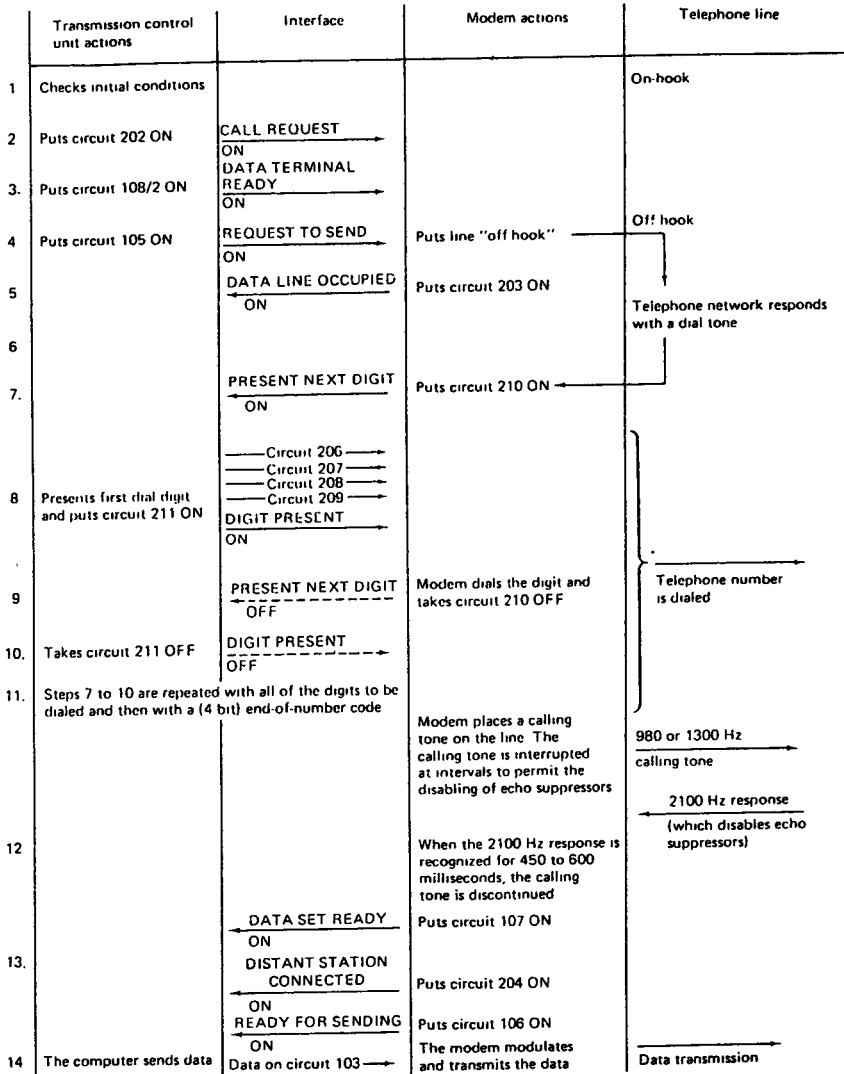 Transmission control
unit actions
Interface
Modem actions
Telephone line
1 Checks initial conditions
On-hook
2 Puts circuit 202 ON
CALL REQUEST
ON
3. Puts circuit 108/2 ON
DATA TERMINAL
READY
ON
4 Puts circuit 105 ON
REQUEST TO SEND
ON
Puts line "off hook"
Off hook
5
DATA LINE OCCUPIED
ON
Puts circuit 203 ON
Telephone network responds
with a dial tone
6
7.
PRESENT NEXT DIGIT
ON
Puts circuit 210 ON
8 Presents first dial digit
and puts circuit 211 ON
Circuit 206
Circuit 207
Circuit 208
Circuit 209
DIGIT PRESENT
ON
9
PRESENT NEXT DIGIT
OFF
Modem dials the digit and
takes circuit 210 OFF
Telephone number
is dialed
10. Takes circuit 211 OFF
DIGIT PRESENT
OFF
11. Steps 7 to 10 are repeated with all of the digits to be
dialed and then with a (4 bit) end-of-number code
Modem places a calling
tone on the line The
calling tone is interrupted
at intervals to permit the
disabling of echo suppressors
980 or 1300 Hz
calling tone
2100 Hz response
(which disables echo
suppressors)
12
When the 2100 Hz response is
recognized for 450 to 600
milliseconds, the calling
tone is discontinued
DATA SET READY
ON
Puts circuit 107 ON
13.
DISTANT STATION
CONNECTED
ON
Puts circuit 204 ON
READY FOR SENDING
ON
Puts circuit 106 ON
14 The computer sends data
Data on circuit 103
The modem modulates
and transmits the data
Data transmission